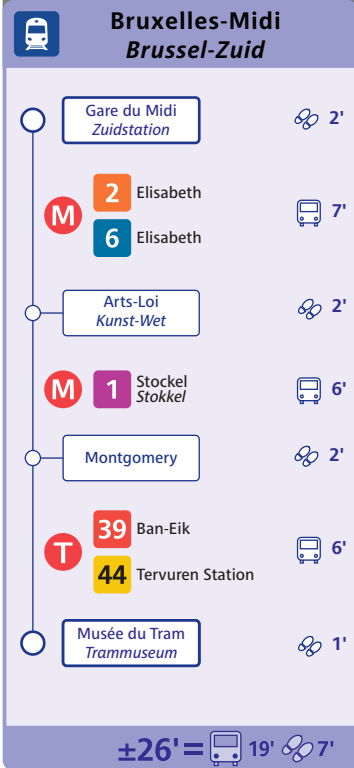 Bruxelles-Midi
Brussel-Zuid
Gare du Midi
Zuidstation
2'
M
2 Elisabeth
6 Elisabeth
7'
Arts-Loi
Kunst-Wet
2'
M 1 Stockel
Stokkel
6'
Montgomery
2'
T
39 Ban-Eik
44 Tervuren Station
6'
Musée du Tram
Trammuseum
1'
±26' = 19' 7'